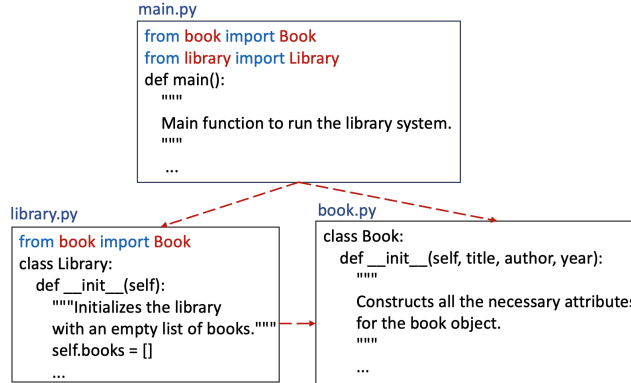 main.py
from book import Book
from library import Library
def main():
"""
Main function to run the library system.
"""
...
library.py
from book import Book
class Library:
def __init__(self):
"""Initializes the library
with an empty list of books."""
self.books = []
...
book.py
class Book:
def __init__(self, title, author, year):
"""
Constructs all the necessary attributes
for the book object.
"""
...